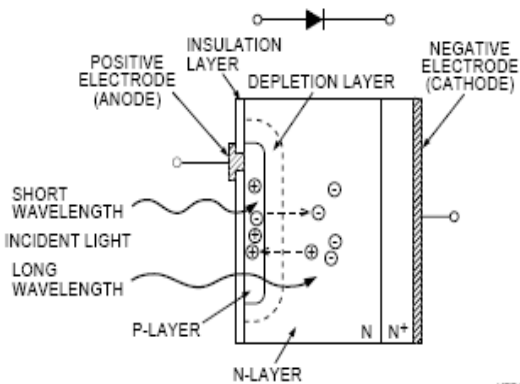 INSULATION
LAYER
POSITIVE
ELECTRODE
(ANODE)
DEPLETION LAYER
NEGATIVE
ELECTRODE
(CATHODE)
SHORT
WAVELENGTH
INCIDENT LIGHT
LONG
WAVELENGTH
P-LAYER
N-LAYER
N
N+